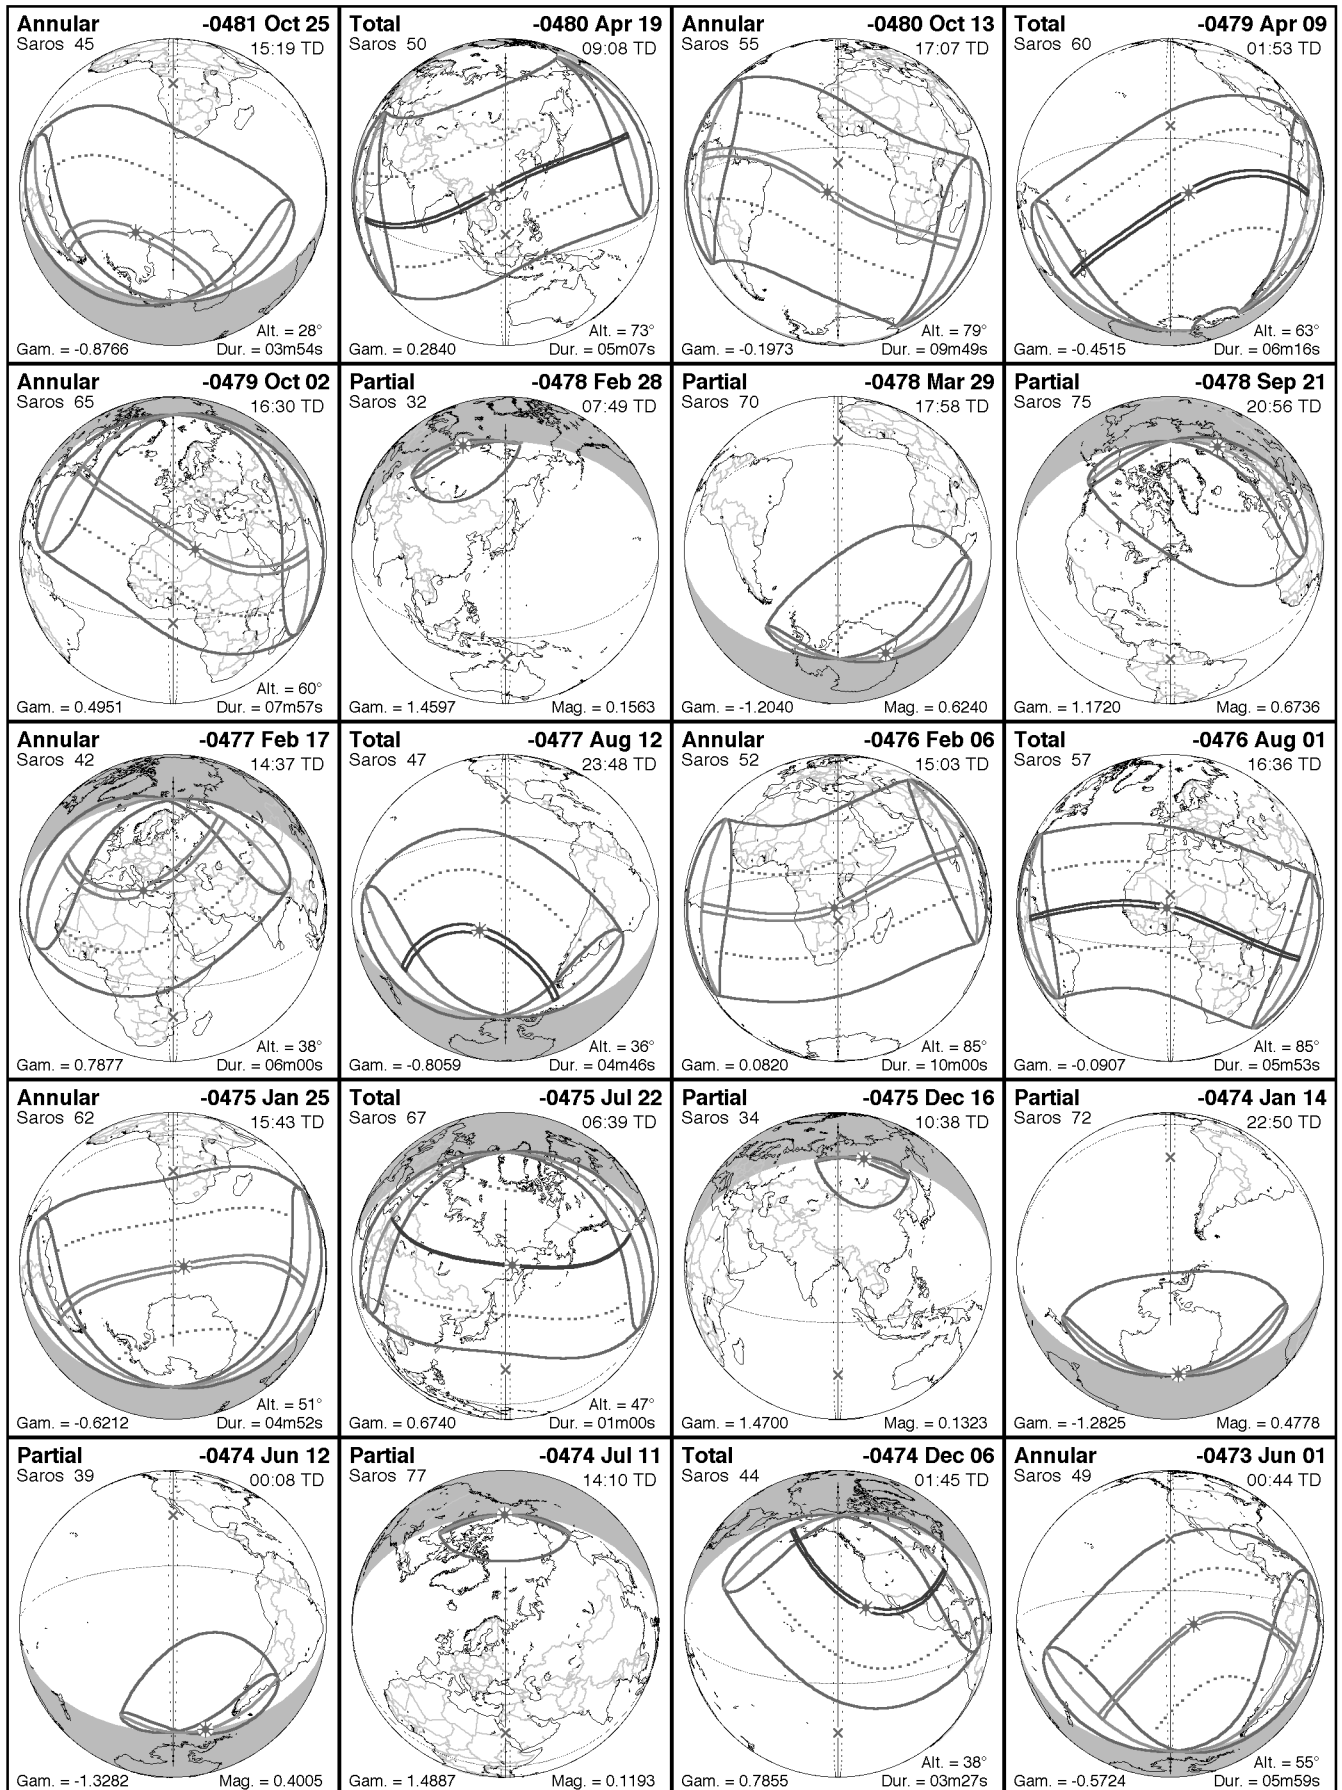 Annular -0481 Oct 25
Saros 45 15:19 TD
Alt. = 28°
Gam. = -0.8766 Dur. = 03m54s
Total -0480 Apr 19
Saros 50 09:08 TD
Alt. = 73°
Gam. = 0.2840 Dur. = 05m07s
Annular -0480 Oct 13
Saros 55 17:07 TD
Alt. = 79°
Gam. = -0.1973 Dur. = 09m49s
Total -0479 Apr 09
Saros 60 01:53 TD
Alt. = 63°
Gam. = -0.4515 Dur. = 06m16s
Annular -0479 Oct 02
Saros 65 16:30 TD
Alt. = 60°
Gam. = 0.4951 Dur. = 07m57s
Partial -0478 Feb 28
Saros 32 07:49 TD
Gam. = 1.4597 Mag. = 0.1563
Partial -0478 Mar 29
Saros 70 17:58 TD
Gam. = -1.2040 Mag. = 0.6240
Partial -0478 Sep 21
Saros 75 20:56 TD
Gam. = 1.1720 Mag. = 0.6736
Annular -0477 Feb 17
Saros 42 14:37 TD
Alt. = 38°
Gam. = 0.7877 Dur. = 06m00s
Total -0477 Aug 12
Saros 47 23:48 TD
Alt. = 36°
Gam. = -0.8059 Dur. = 04m46s
Annular -0476 Feb 06
Saros 52 15:03 TD
Alt. = 85°
Gam. = 0.0820 Dur. = 10m00s
Total -0476 Aug 01
Saros 57 16:36 TD
Alt. = 85°
Gam. = -0.0907 Dur. = 05m53s
Annular -0475 Jan 25
Saros 62 15:43 TD
Alt. = 51°
Gam. = -0.6212 Dur. = 04m52s
Total -0475 Jul 22
Saros 67 06:39 TD
Alt. = 47°
Gam. = 0.6740 Dur. = 01m00s
Partial -0475 Dec 16
Saros 34 10:38 TD
Gam. = 1.4700 Mag. = 0.1323
Partial -0474 Jan 14
Saros 72 22:50 TD
Gam. = -1.2825 Mag. = 0.4778
Partial -0474 Jun 12
Saros 39 00:08 TD
Gam. = -1.3282 Mag. = 0.4005
Partial -0474 Jul 11
Saros 77 14:10 TD
Gam. = 1.4887 Mag. = 0.1193
Total -0474 Dec 06
Saros 44 01:45 TD
Alt. = 38°
Gam. = 0.7855 Dur. = 03m27s
Annular -0473 Jun 01
Saros 49 00:44 TD
Alt. = 55°
Gam. = -0.5724 Dur. = 05m59s